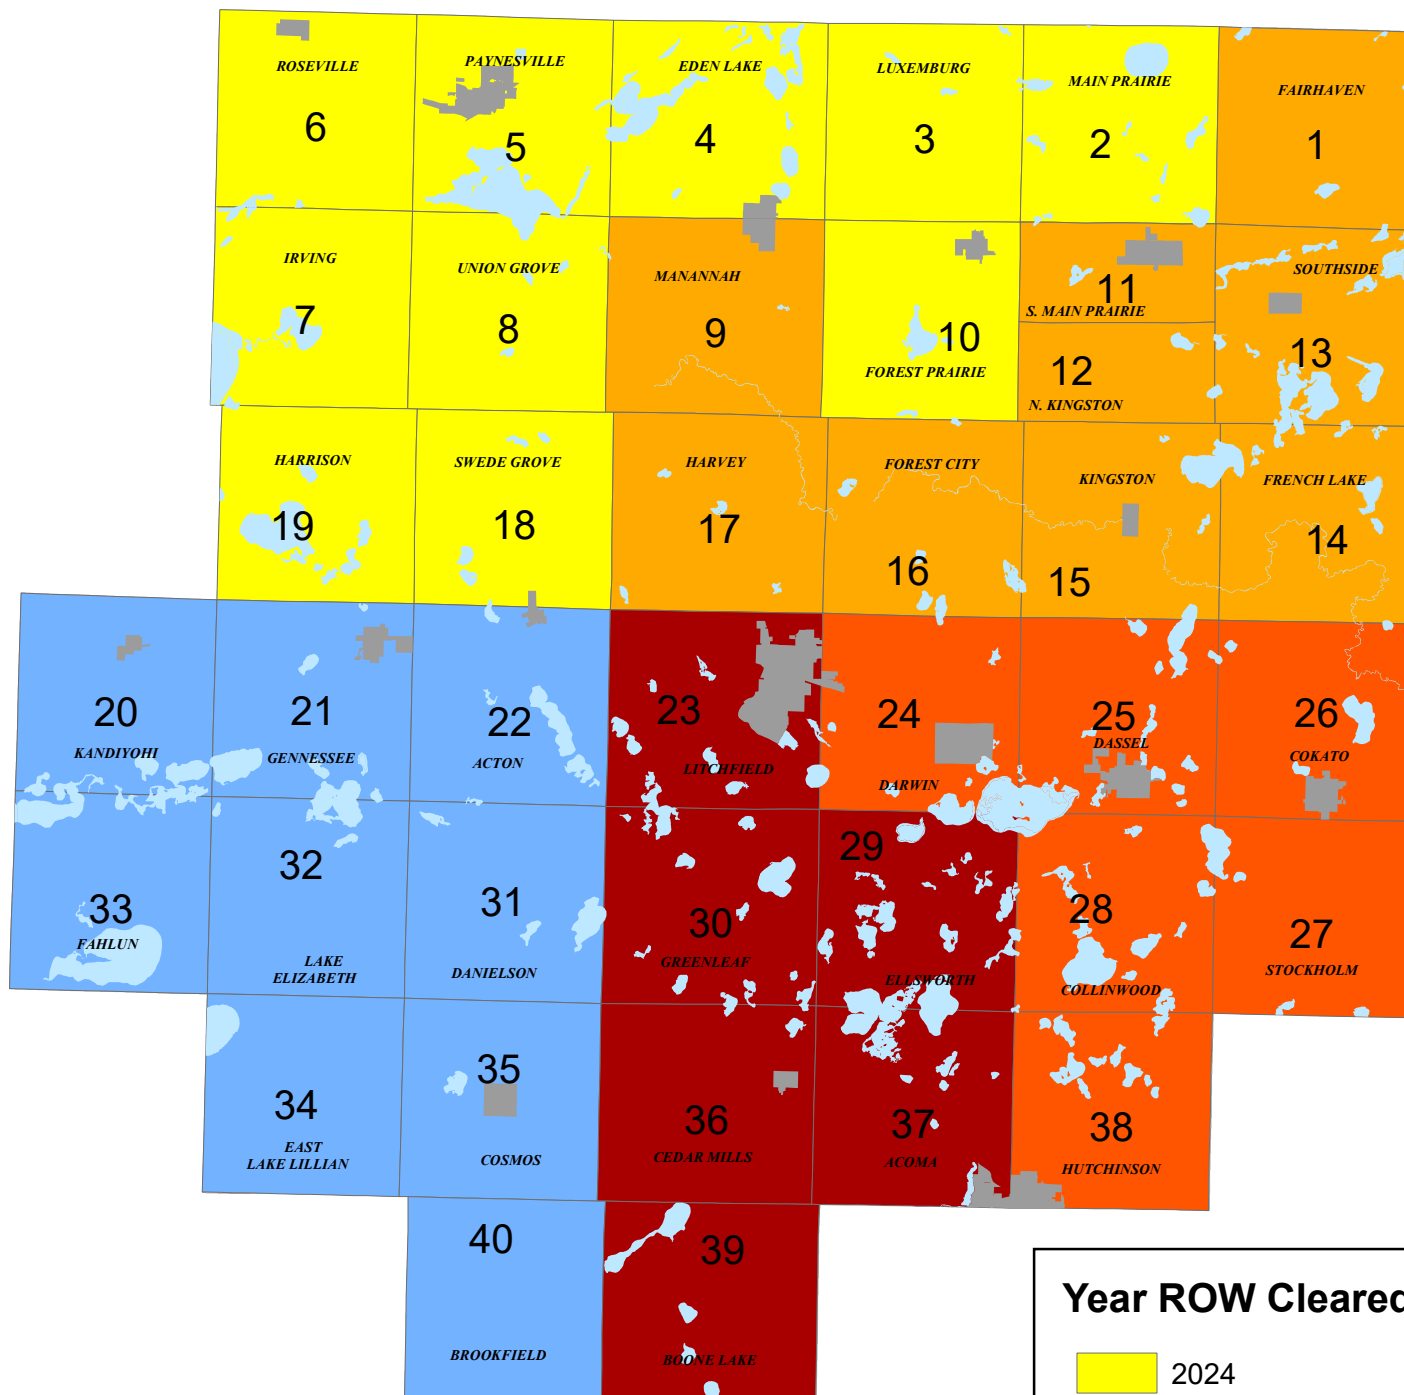 ROSEVILLE
6
PAYNESVILLE
5
EDEN LAKE
4
LUXEMBURG
3
MAIN PRAIRIE
2
FAIRHAVEN
1
IRVING
7
UNION GROVE
8
MANANNAH
9
10
FOREST PRAIRIE
11
S. MAIN PRAIRIE
12
N. KINGSTON
SOUTHSIDE
13
HARRISON
19
SWEDE GROVE
18
HARVEY
17
FOREST CITY
16
KINGSTON
15
FRENCH LAKE
14
20
KANDIYOHI
21
GENNESSEE
22
ACTON
23
LITCHFIELD
24
DARWIN
25
DASSEL
26
COKATO
33
FAHLUN
32
LAKE
ELIZABETH
31
DANIELSON
30
GREENLEAF
29
ELLSWORTH
28
COLLINWOOD
27
STOCKHOLM
34
EAST
LAKE LILLIAN
35
COSMOS
36
CEDAR MILLS
37
ACOMA
38
HUTCHINSON
40
BROOKFIELD
39
BOONE LAKE
Year ROW Cleared
2024